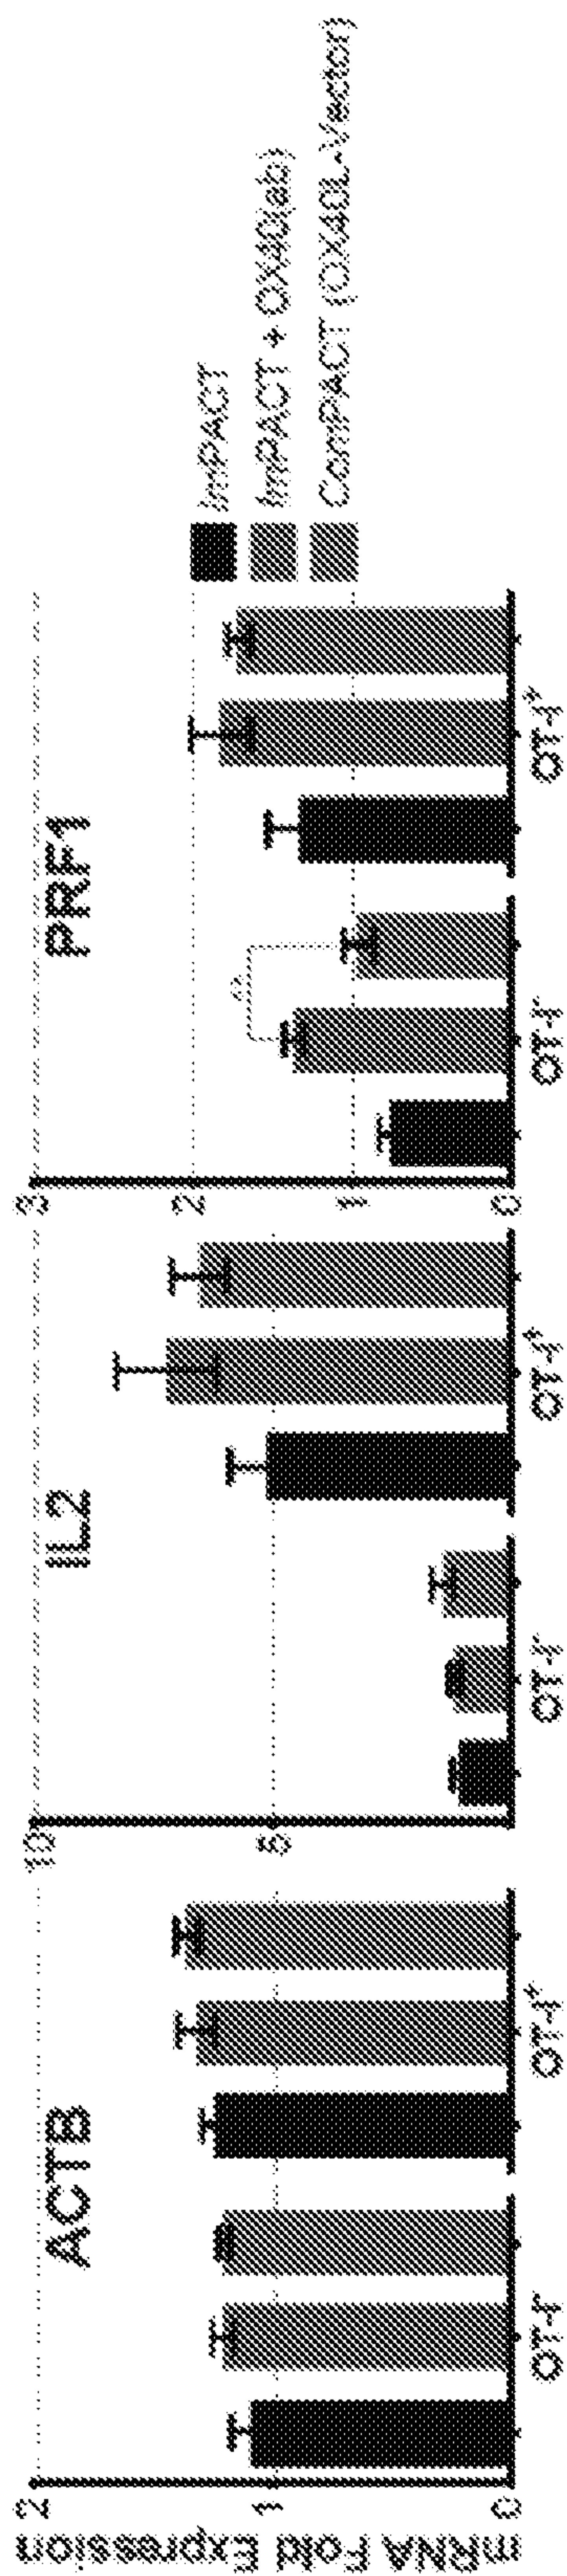 mRNA Fold Expression
ACTB
2
1
0
OT-I-
OT-I+
IL2
10
5
OT-I-
OT-I+
PRF1
3
2
1
0
OT-I-
OT-I+
ImPACT
ImPACT + OX40(ab)
ComPACT (OX40L-Vector)